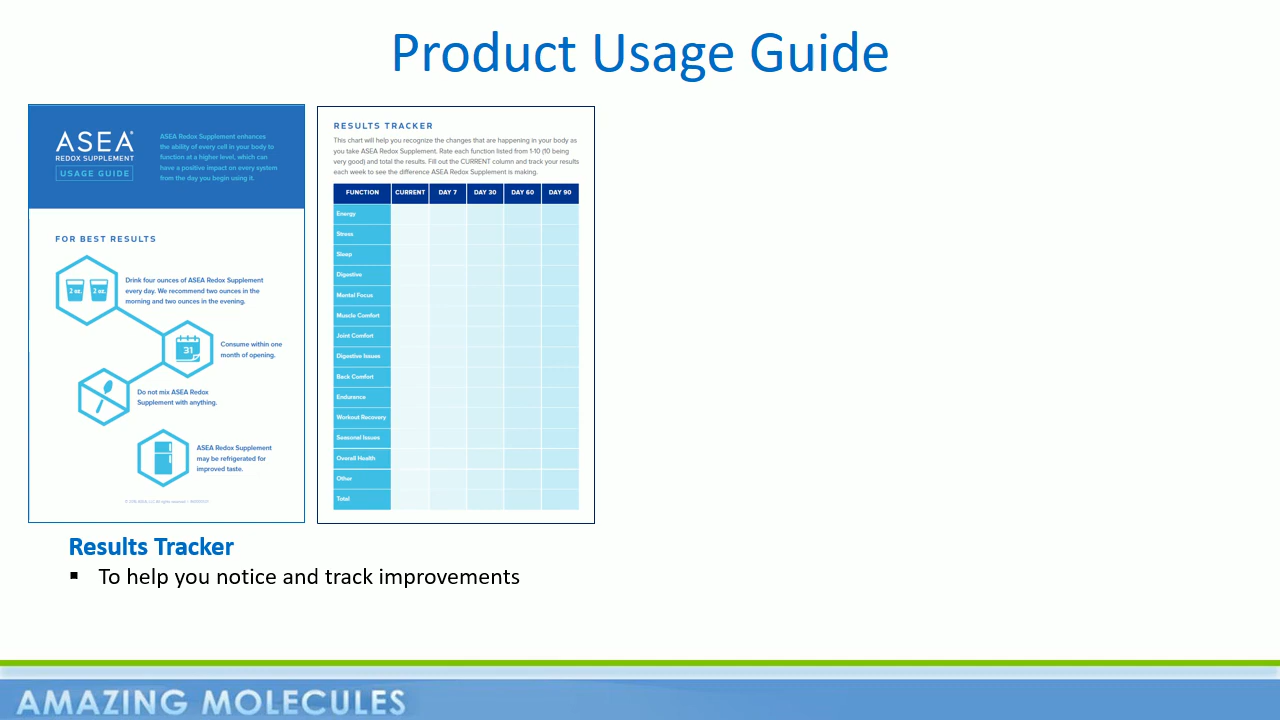 Product Usage Guide
ASEA®
REDOX SUPPLEMENT
USAGE GUIDE
ASEA Redox Supplement enhances
the ability of every cell in your body to
function at a higher level, which can
have a positive impact on every system
from the day you begin using it.
FOR BEST RESULTS
2 oz. 2 oz.
Drink four ounces of ASEA Redox Supplement
every day. We recommend two ounces in the
morning and two ounces in the evening.
31
Consume within one
month of opening.
Do not mix ASEA Redox
Supplement with anything.
ASEA Redox Supplement
may be refrigerated for
improved taste.
RESULTS TRACKER
This chart will help you recognize the changes that are happening in your body as
you take ASEA Redox Supplement. Rate each function listed from 1-10 (10 being
very good) and total the results. Fill out the CURRENT column and track your results
each week to see the difference ASEA Redox Supplement is making.
FUNCTION CURRENT DAY 7 DAY 30 DAY 60 DAY 90
Energy
Stress
Sleep
Digestive
Mental Focus
Muscle Comfort
Joint Comfort
Digestive Issues
Back Comfort
Endurance
Workout Recovery
Seasonal Issues
Overall Health
Other
Total
Results Tracker
▪ To help you notice and track improvements
AMAZING MOLECULES